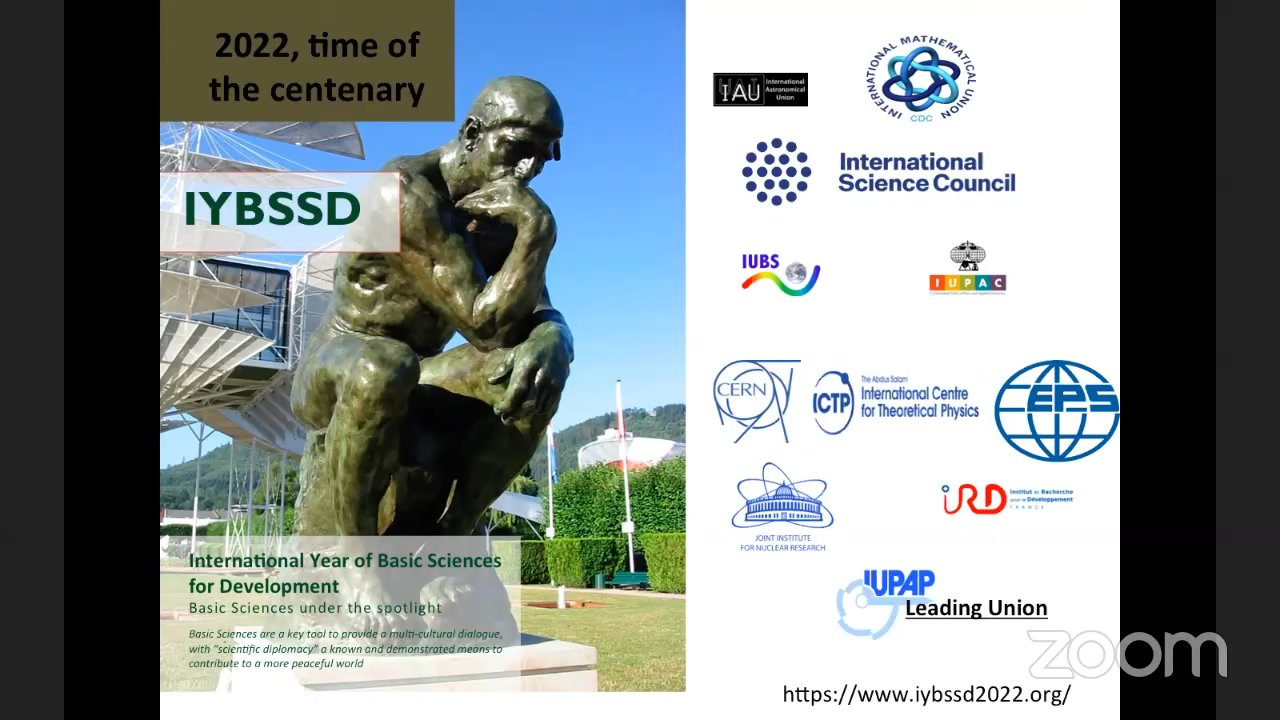 2022, time of
the centenary
IYBSSD
International Year of Basic Sciences
for Development
Basic Sciences under the spotlight
Basic Sciences are a key tool to provide a multi-cultural dialogue,
with "scientific diplomacy" a known and demonstrated means to
contribute to a more peaceful world
IAU
International
Astronomical
Union
INTERNATIONAL MATHEMATICAL UNION
CDC
International
Science Council
IUBS
IUPAC
CERN
ICTP
The Abdus Salam
International Centre
for Theoretical Physics
EPS
JOINT INSTITUTE
FOR NUCLEAR RESEARCH
iRD
Institut de Recherche
pour le Développement
FRANCE
IUPAP
Leading Union
zoom
https://www.iybssd2022.org/